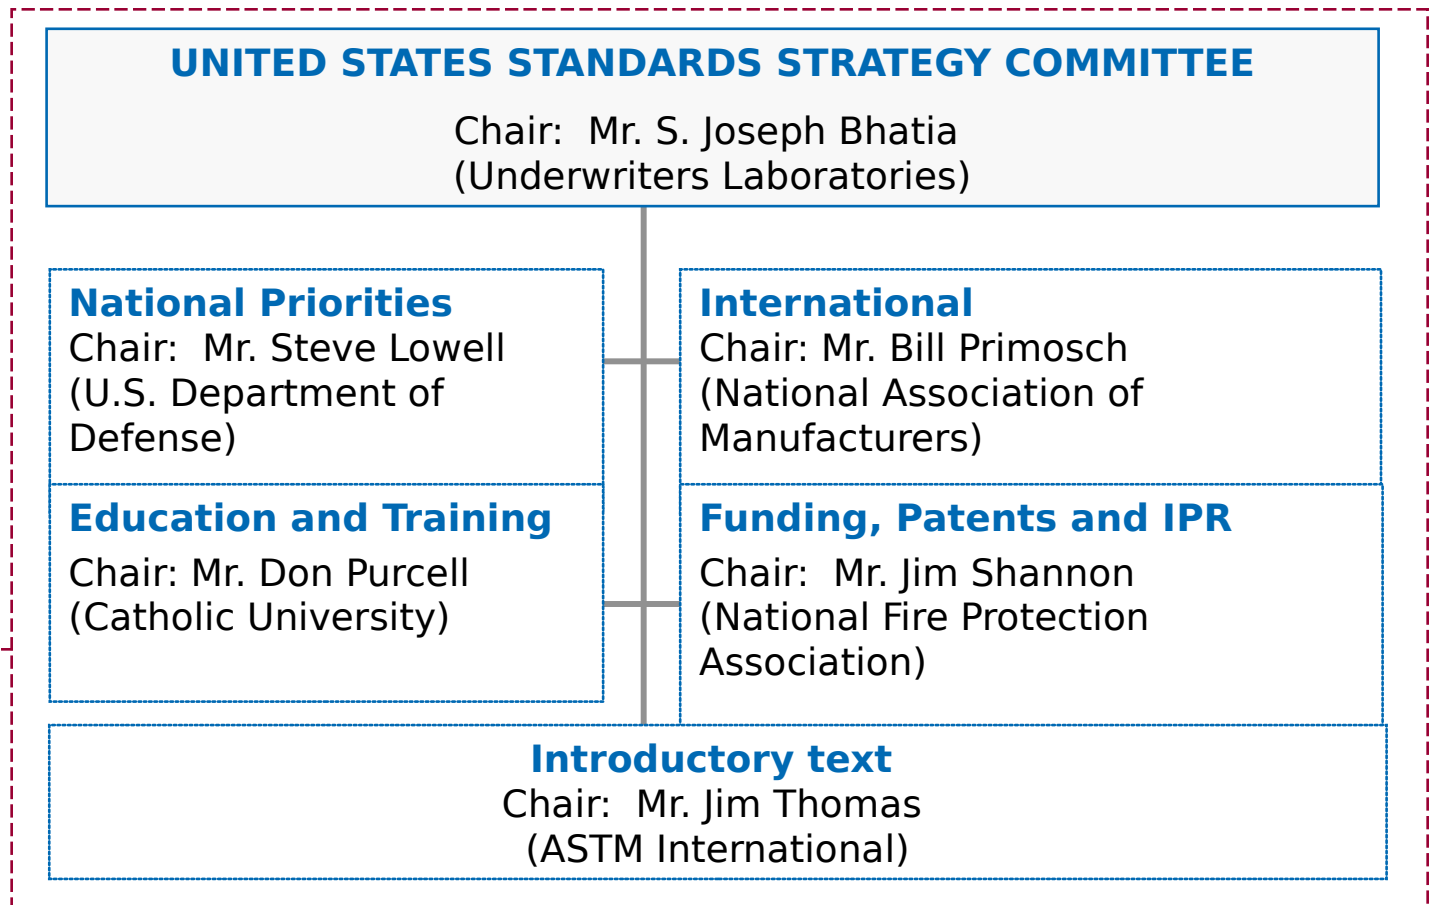 UNITED STATES STANDARDS STRATEGY COMMITTEE
Chair:  Mr. S. Joseph Bhatia
(Underwriters Laboratories)
National Priorities
Chair:  Mr. Steve Lowell
(U.S. Department of
Defense)
International
Chair: Mr. Bill Primosch
(National Association of
Manufacturers)
Education and Training
Chair: Mr. Don Purcell
(Catholic University)
Funding, Patents and IPR
Chair:  Mr. Jim Shannon
(National Fire Protection
Association)
Introductory text
Chair:  Mr. Jim Thomas
(ASTM International)